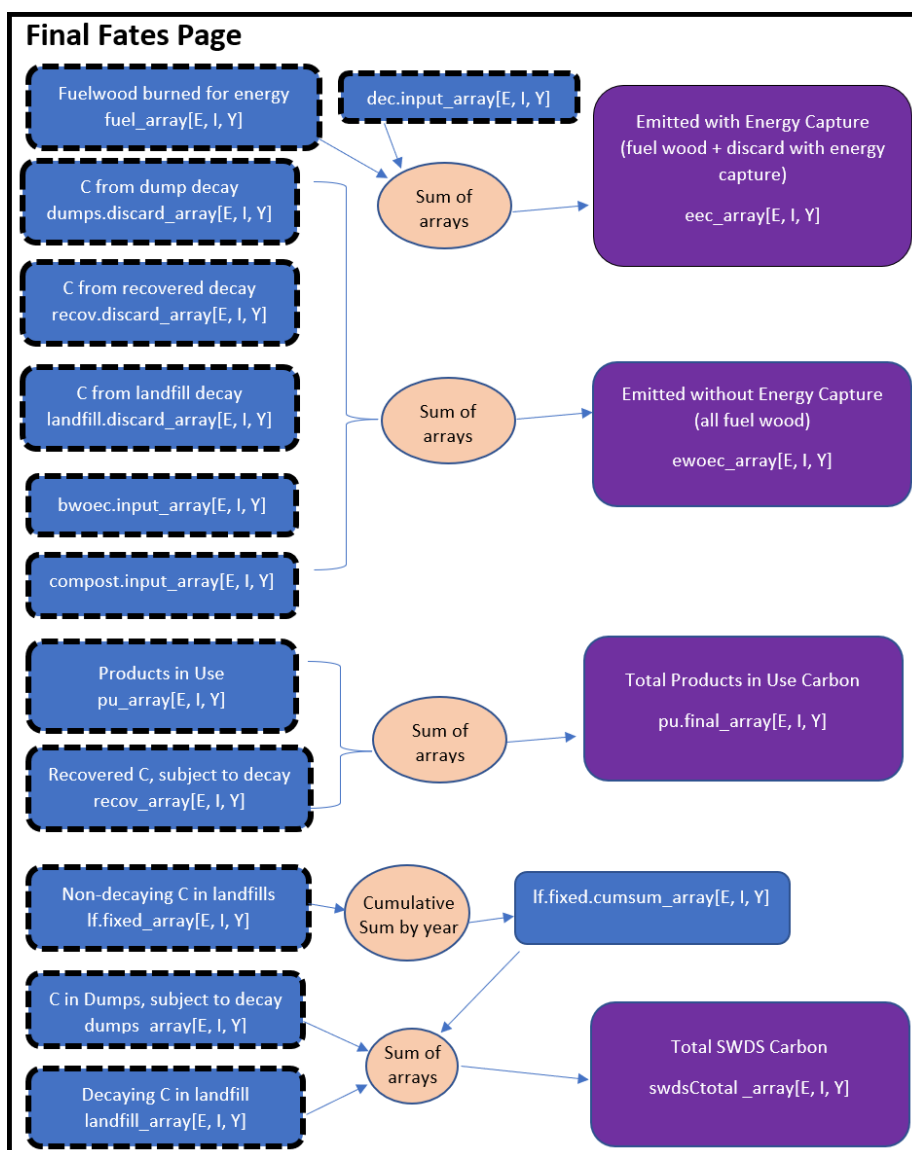 Final Fates Page
Fuelwood burned for energy
fuel_array[E, I, Y]
dec.input_array[E, I, Y]
Emitted with Energy Capture
(fuel wood + discard with energy
capture)
eec_array[E, I, Y]
Sum of
arrays
C from dump decay
dumps.discard_array[E, I, Y]
C from recovered decay
recov.discard_array[E, I, Y]
C from landfill decay
landfill.discard_array[E, I, Y]
bwoec.input_array[E, I, Y]
compost.input_array[E, I, Y]
Sum of
arrays
Emitted without Energy Capture
(all fuel wood)
ewoec_array[E, I, Y]
Products in Use
pu_array[E, I, Y]
Recovered C, subject to decay
recov_array[E, I, Y]
Sum of
arrays
Total Products in Use Carbon
pu.final_array[E, I, Y]
Non-decaying C in landfills
lf.fixed_array[E, I, Y]
Cumulative
Sum by year
lf.fixed.cumsum_array[E, I, Y]
C in Dumps, subject to decay
dumps_array[E, I, Y]
Decaying C in landfill
landfill_array[E, I, Y]
Sum of
arrays
Total SWDS Carbon
swdsCtotal _array[E, I, Y]